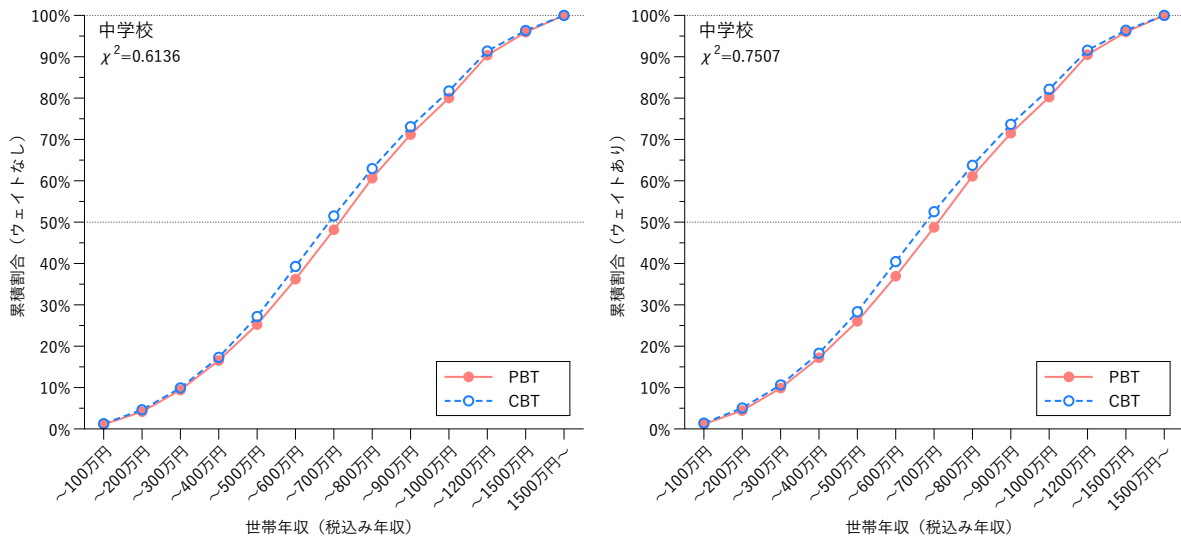 中学校
χ²=0.6136
累積割合（ウェイトなし）
100%
90%
80%
70%
60%
50%
40%
30%
20%
10%
0%
PBT
CBT
～100万円
～200万円
～300万円
～400万円
～500万円
～600万円
～700万円
～800万円
～900万円
～1000万円
～1200万円
～1500万円
1500万円～
世帯年収（税込み年収）
中学校
χ²=0.7507
累積割合（ウェイトあり）
100%
90%
80%
70%
60%
50%
40%
30%
20%
10%
0%
PBT
CBT
～100万円
～200万円
～300万円
～400万円
～500万円
～600万円
～700万円
～800万円
～900万円
～1000万円
～1200万円
～1500万円
1500万円～
世帯年収（税込み年収）